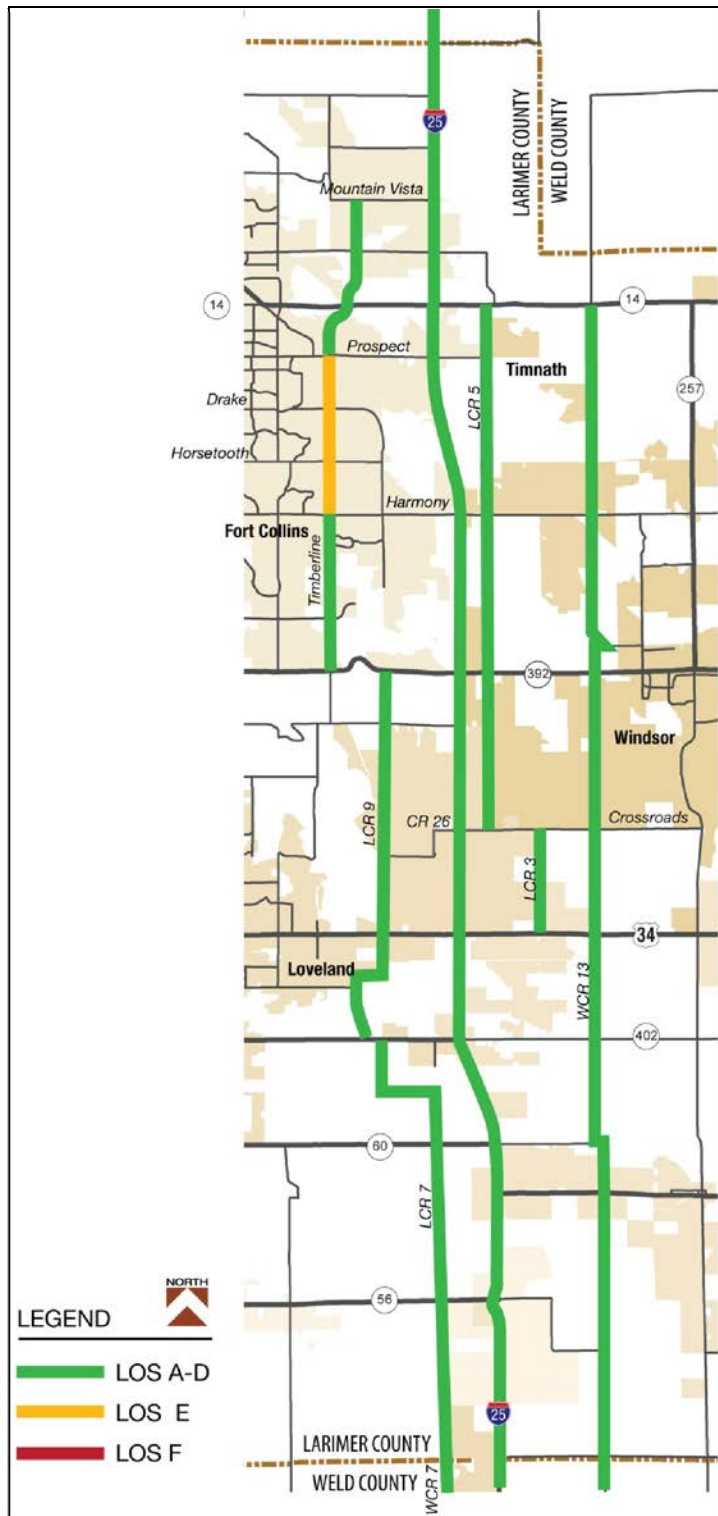 25
LARIMER COUNTY
WELD COUNTY
Mountain Vista
14
14
Prospect
Timnath
LCR 5
257
Drake
Horsetooth
Harmony
Fort Collins
Timberline
392
Windsor
LCR 9
CR 26
Crossroads
LCR 3
34
Loveland
WCR 13
402
60
LCR 7
NORTH
56
LEGEND
LOS A-D
LOS E
25
LOS F
LARIMER COUNTY
WELD COUNTY
WCR 7